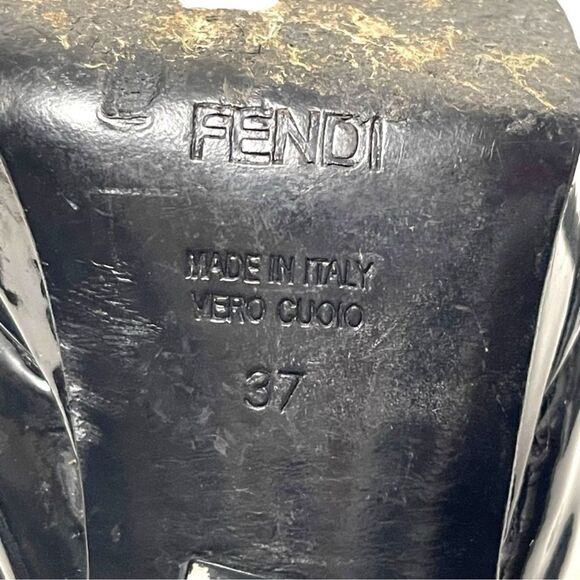 FENDI
MADE IN ITALY
VERO CUOIO
37